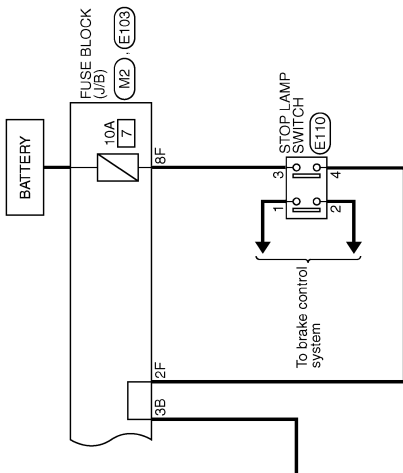 BATTERY
FUSE BLOCK
(J/B)
M2 , E103
10A
7
8F
STOP LAMP
SWITCH
E110
3
4
1
2
To brake control
system
2F
3B